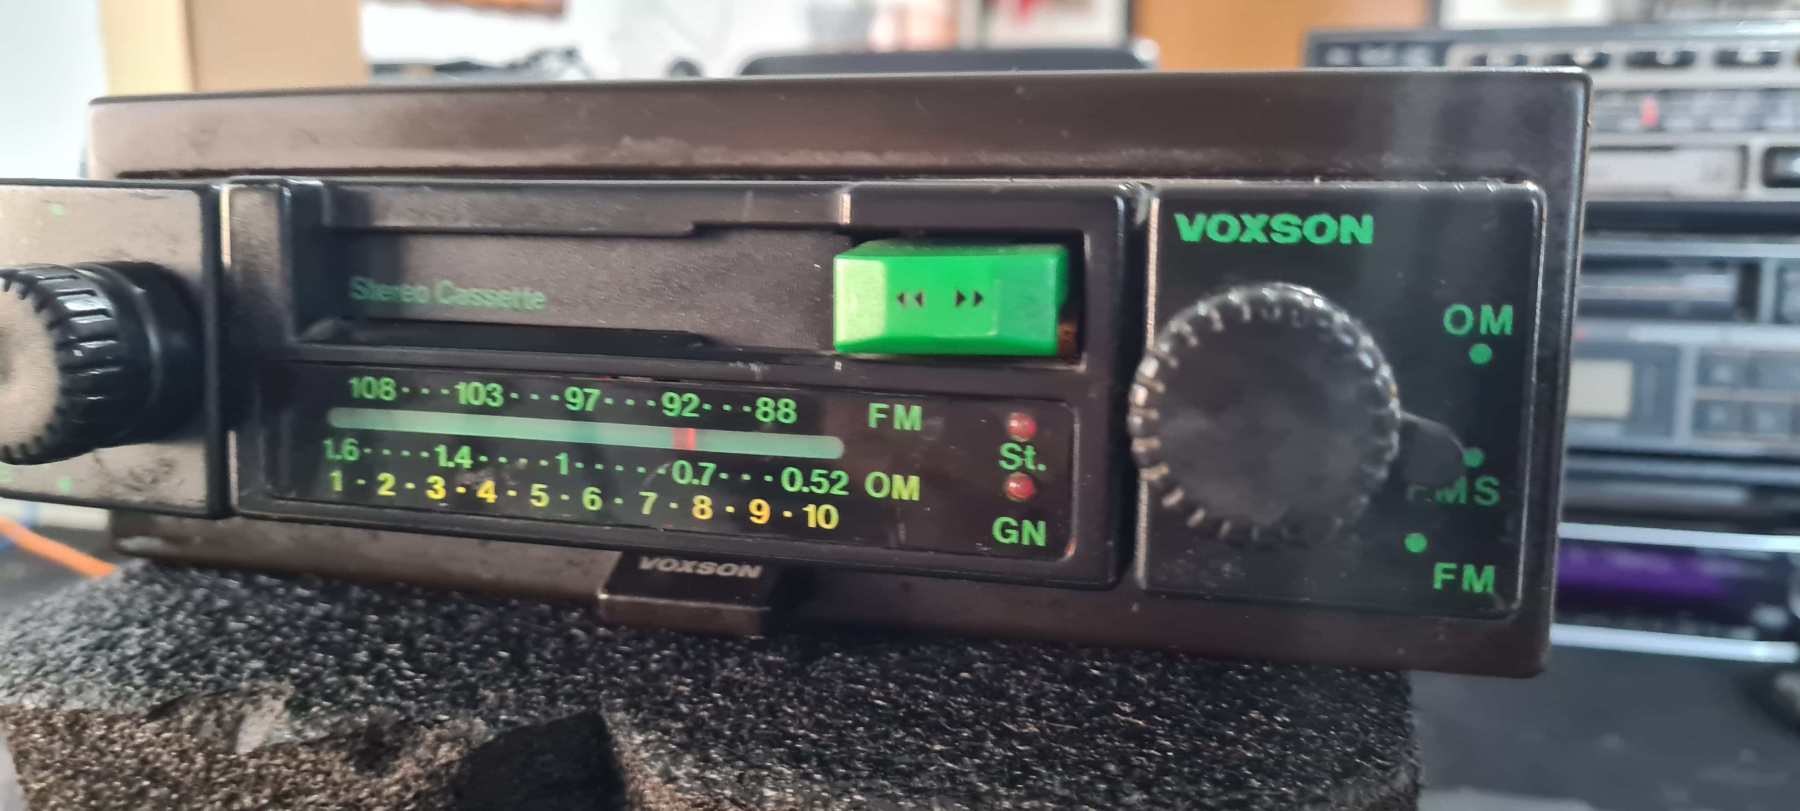 VOXSON
OM
Stereo Cassette
108···103···97···92···88 FM
St.
1.6····1.4····1·····0.7···0.52 OM
1·2·3·4·5·6·7·8·9·10
GN
FM
VOXSON